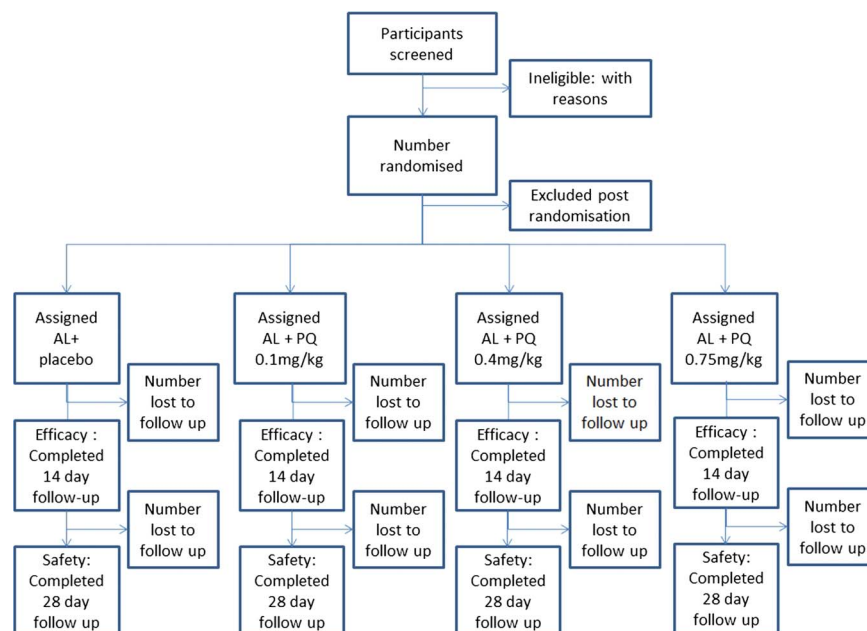 Participants
screened
Ineligible: with
reasons
Number
randomised
Excluded post
randomisation
Assigned
AL+
placebo
Assigned
AL + PQ
0.1mg/kg
Assigned
AL + PQ
0.4mg/kg
Assigned
AL + PQ
0.75mg/kg
Number
lost to
follow up
Number
lost to
follow up
Number
lost to
follow up
Number
lost to
follow up
Efficacy :
Completed
14 day
follow-up
Efficacy :
Completed
14 day
follow-up
Efficacy :
Completed
14 day
follow-up
Efficacy :
Completed
14 day
follow-up
Number
lost to
follow up
Number
lost to
follow up
Number
lost to
follow up
Number
lost to
follow up
Safety:
Completed
28 day
follow up
Safety:
Completed
28 day
follow up
Safety:
Completed
28 day
follow up
Safety:
Completed
28 day
follow up